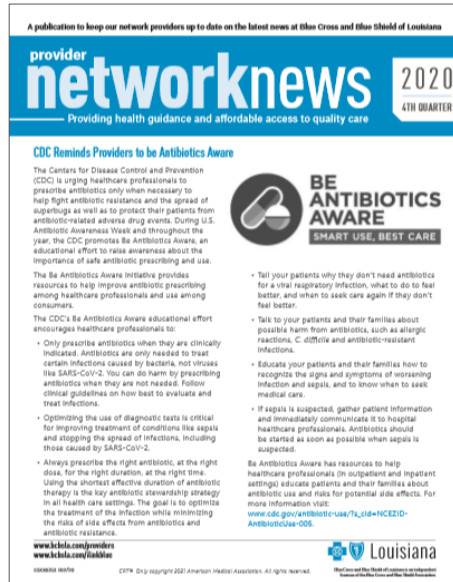 A publication to keep our network providers up to date on the latest news at Blue Cross and Blue Shield of Louisiana
provider
networknews
Providing health guidance and affordable access to quality care
2020
4TH QUARTER
CDC Reminds Providers to be Antibiotics Aware
The Centers for Disease Control and Prevention
(CDC) is urging healthcare professionals to
prescribe antibiotics only when necessary to
help fight antibiotic resistance and the spread of
superbugs as well as to protect their patients from
antibiotic-related adverse drug events. During U.S.
Antibiotic Awareness Week and throughout the
year, the CDC promotes Be Antibiotics Aware, an
educational effort to raise awareness about the
importance of safe antibiotic prescribing and use.
The Be Antibiotics Aware initiative provides
resources to help improve antibiotic prescribing
among healthcare professionals and use among
consumers.
The CDC's Be Antibiotics Aware educational effort
encourages healthcare professionals to:
• Only prescribe antibiotics when they are clinically
indicated. Antibiotics are only needed to treat
certain infections caused by bacteria, not viruses
like SARS-CoV-2. You can do harm by prescribing
antibiotics when they are not needed. Follow
clinical guidelines on how best to evaluate and
treat infections.
• Optimizing the use of diagnostic tests is critical
for improving treatment of conditions like sepsis
and stopping the spread of infections, including
those caused by SARS-CoV-2.
• Always prescribe the right antibiotic, at the right
dose, for the right duration, at the right time.
Using the shortest effective duration of antibiotic
therapy is the key antibiotic stewardship strategy
in all health care settings. The goal is to optimize
the treatment of the infection while minimizing
the risks of side effects from antibiotics and
antibiotic resistance.
BE
ANTIBIOTICS
AWARE
SMART USE, BEST CARE
• Tell your patients why they don't need antibiotics
for a viral respiratory infection, what to do to feel
better, and when to seek care again if they don't
feel better.
• Talk to your patients and their families about
possible harm from antibiotics, such as allergic
reactions, C. difficile and antibiotic-resistant
infections.
• Educate your patients and their families how to
recognize the signs and symptoms of worsening
infection and sepsis, and to know when to seek
medical care.
• If sepsis is suspected, gather patient information
and immediately communicate it to hospital
healthcare professionals. Antibiotics should
be started as soon as possible when sepsis is
suspected.
Be Antibiotics Aware has resources to help
healthcare professionals (in outpatient and inpatient
settings) educate patients and their families about
antibiotic use and risks for potential side effects. For
more information visit:
www.cdc.gov/antibiotic-use/?s_cid=NCEZID-
AntibioticUse-005.
www.bcbsla.com/providers
www.bcbsla.com/ilinkblue
Louisiana
CPT® Only copyright 2021 American Medical Association. All rights reserved.